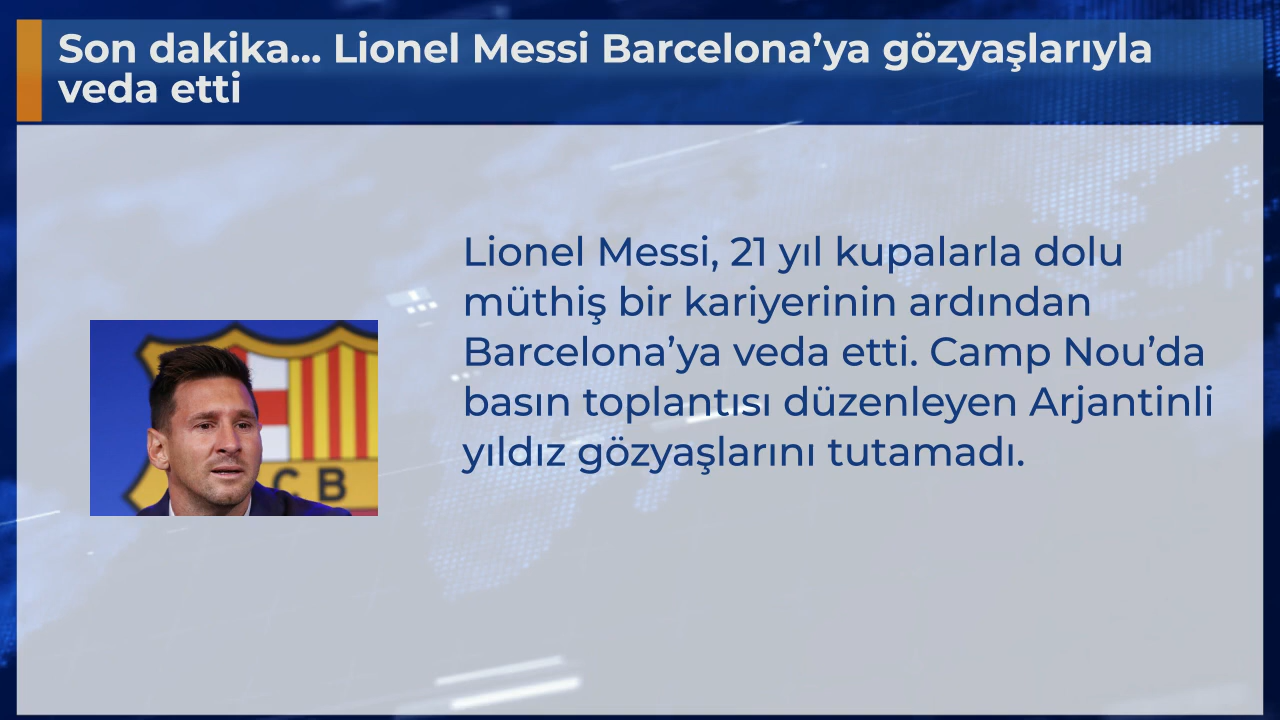 Son dakika... Lionel Messi Barcelona’ya gözyaşlarıyla
veda etti
Lionel Messi, 21 yıl kupalarla dolu
müthiş bir kariyerinin ardından
Barcelona’ya veda etti. Camp Nou’da
basın toplantısı düzenleyen Arjantinli
yıldız gözyaşlarını tutamadı.
C B